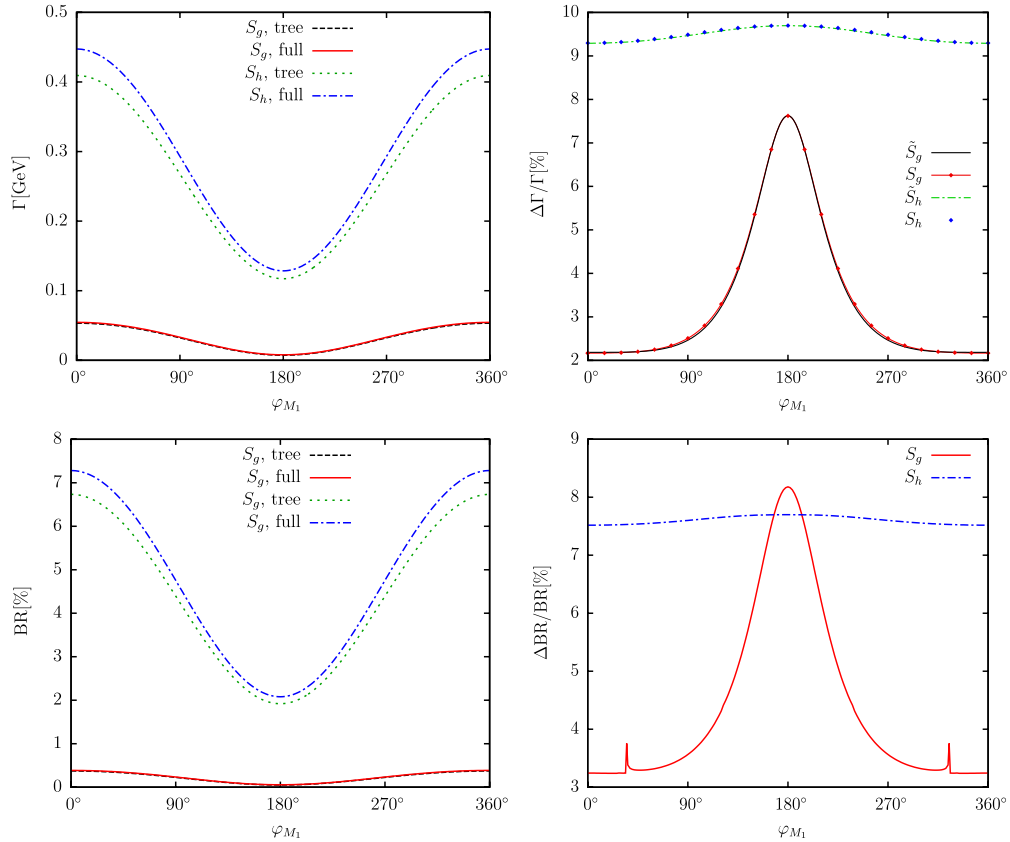 0.5
0.4
0.3
0.2
0.1
0
Γ[GeV]
S_g, tree
S_g, full
S_h, tree
S_h, full
0° 90° 180° 270° 360°
φ_{M_1}
10
9
8
7
6
5
4
3
2
ΔΓ/Γ[%]
S̃_g
S_g
S̃_h
S_h
0° 90° 180° 270° 360°
φ_{M_1}
8
7
6
5
4
3
2
1
0
BR[%]
S_g, tree
S_g, full
S_g, tree
S_g, full
0° 90° 180° 270° 360°
φ_{M_1}
9
8
7
6
5
4
3
ΔBR/BR[%]
S_g
S_h
0° 90° 180° 270° 360°
φ_{M_1}